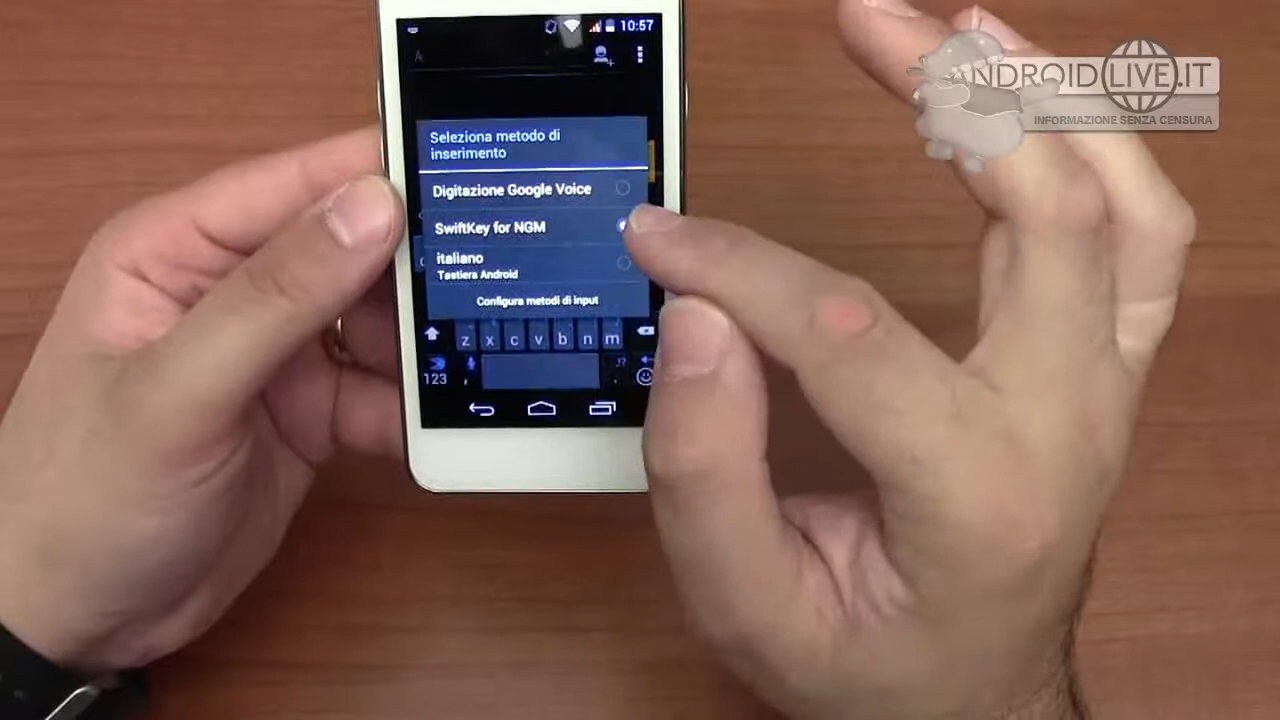 10:57
ANDROIDLIVE.IT
INFORMAZIONE SENZA CENSURA
Seleziona metodo di
inserimento
Digitazione Google Voice
SwiftKey for NGM
italiano
Tastiera Android
Configura metodi di input
z x c v b n m
123 , .